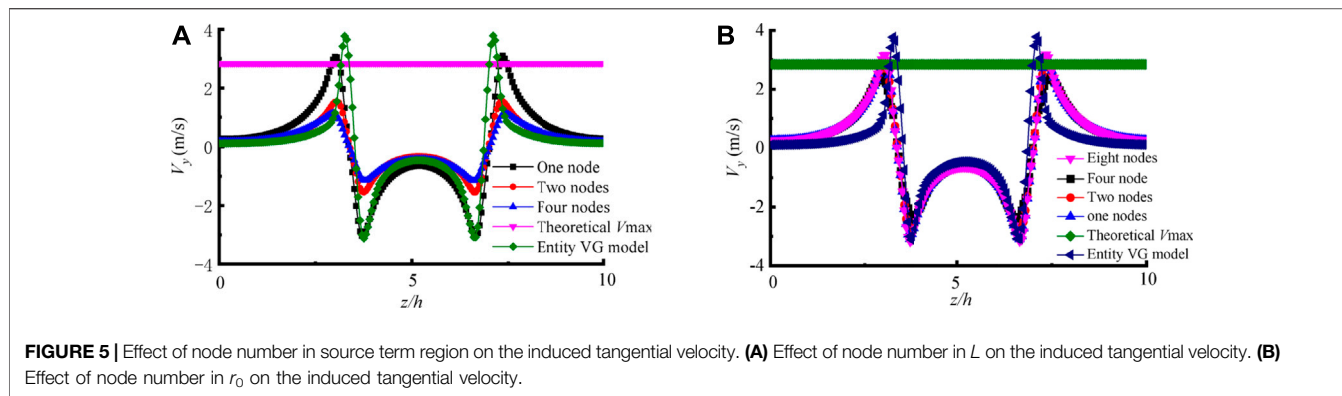 A
4
2
0
−2
−4
V_y (m/s)
One node
Two nodes
Four nodes
Theoretical Vmax
Entity VG model
0
5
10
z/h
B
4
2
0
-2
-4
V_y (m/s)
Eight nodes
Four node
Two nodes
one nodes
Theoretical Vmax
Entity VG model
0
5
10
z/h
FIGURE 5 | Effect of node number in source term region on the induced tangential velocity. (A) Effect of node number in L on the induced tangential velocity. (B)
Effect of node number in r₀ on the induced tangential velocity.